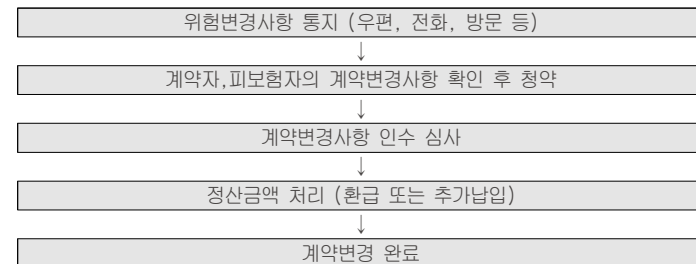 위험변경사항 통지 (우편, 전화, 방문 등)
↓
계약자,피보험자의 계약변경사항 확인 후 청약
↓
계약변경사항 인수 심사
↓
정산금액 처리 (환급 또는 추가납입)
↓
계약변경 완료